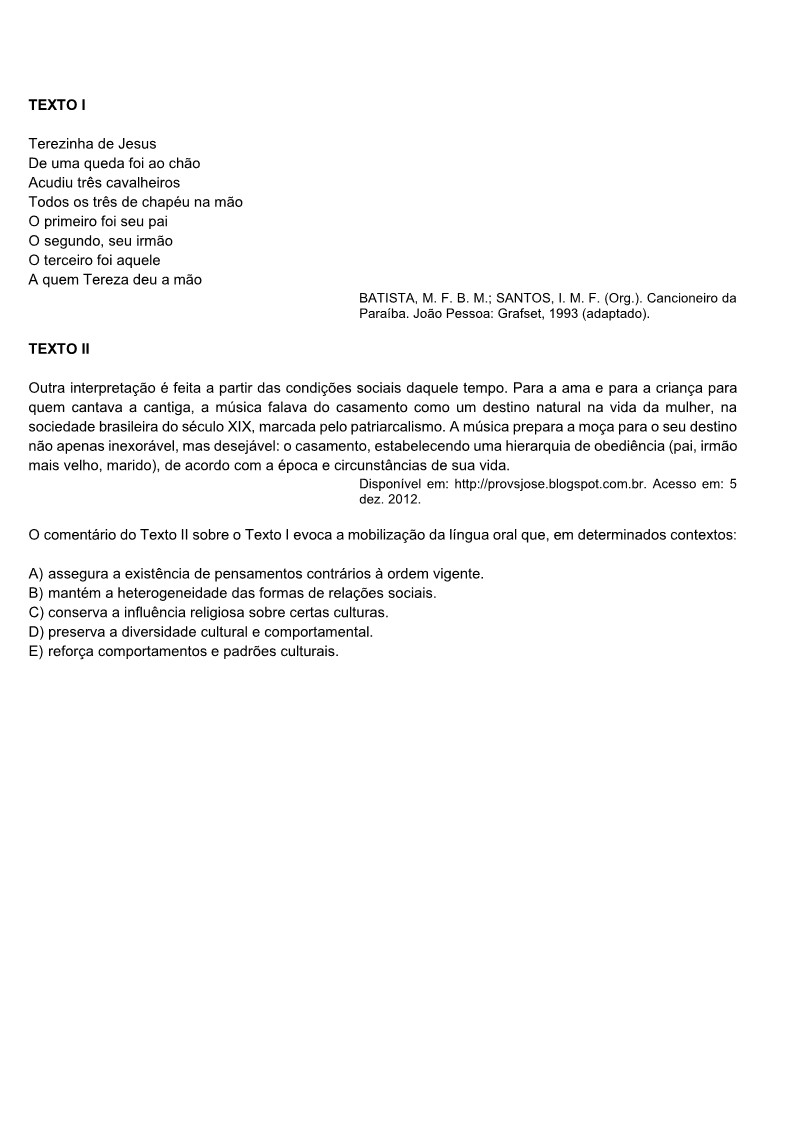 TEXTO I
Terezinha de Jesus
De uma queda foi ao chão
Acudiu três cavalheiros
Todos os três de chapéu na mão
O primeiro foi seu pai
O segundo, seu irmão
O terceiro foi aquele
A quem Tereza deu a mão
BATISTA, M. F. B. M.; SANTOS, I. M. F. (Org.). Cancioneiro da
Paraíba. João Pessoa: Grafset, 1993 (adaptado).
TEXTO II
Outra interpretação é feita a partir das condições sociais daquele tempo. Para a ama e para a criança para
quem cantava a cantiga, a música falava do casamento como um destino natural na vida da mulher, na
sociedade brasileira do século XIX, marcada pelo patriarcalismo. A música prepara a moça para o seu destino
não apenas inexorável, mas desejável: o casamento, estabelecendo uma hierarquia de obediência (pai, irmão
mais velho, marido), de acordo com a época e circunstâncias de sua vida.
Disponível em: http://provsjose.blogspot.com.br. Acesso em: 5
dez. 2012.
O comentário do Texto II sobre o Texto I evoca a mobilização da língua oral que, em determinados contextos:
A) assegura a existência de pensamentos contrários à ordem vigente.
B) mantém a heterogeneidade das formas de relações sociais.
C) conserva a influência religiosa sobre certas culturas.
D) preserva a diversidade cultural e comportamental.
E) reforça comportamentos e padrões culturais.